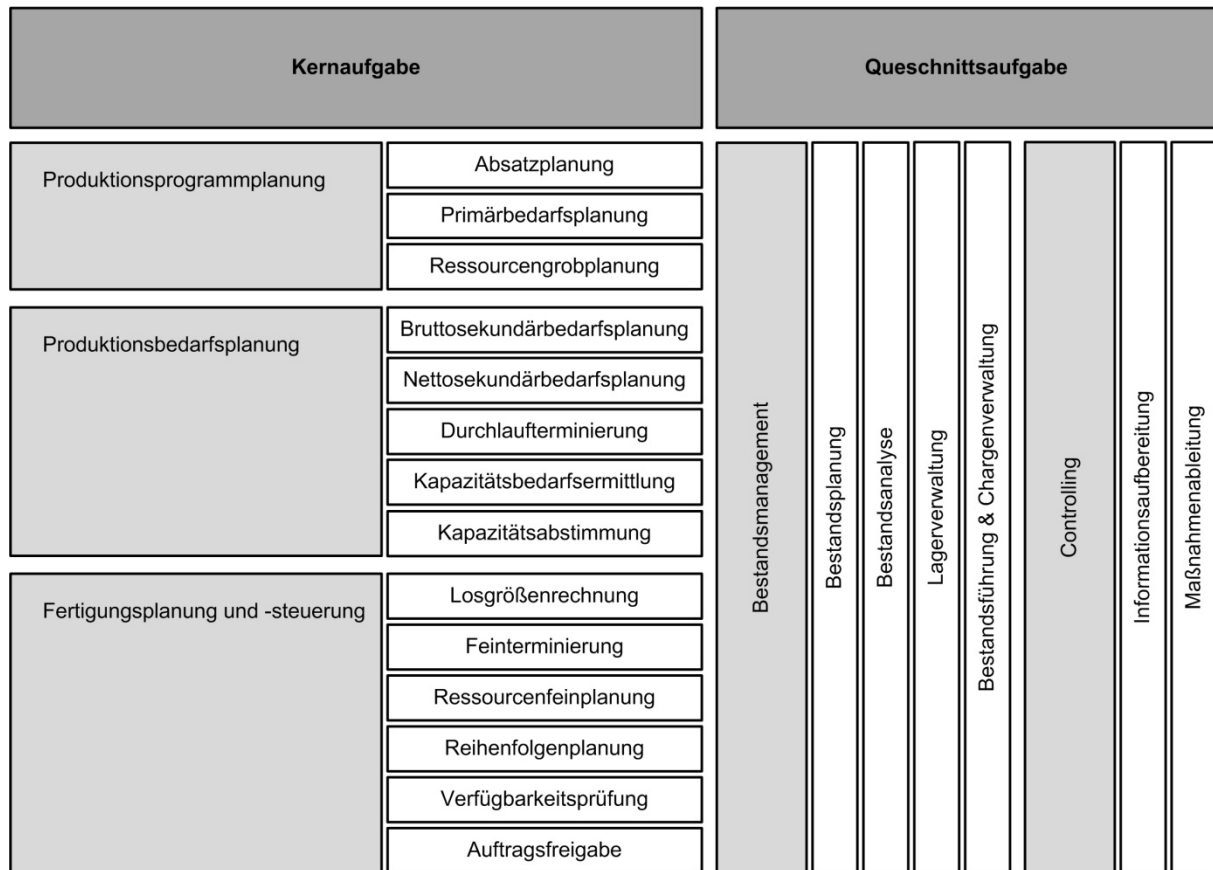 Kernaufgabe
Queschnittsaufgabe
Produktionsprogrammplanung
Absatzplanung
Primärbedarfsplanung
Ressourcengrobplanung
Produktionsbedarfsplanung
Bruttosekundärbedarfsplanung
Nettosekundärbedarfsplanung
Durchlaufterminierung
Kapazitätsbedarfsermittlung
Kapazitätsabstimmung
Fertigungsplanung und -steuerung
Losgrößenrechnung
Feinterminierung
Ressourcenfeinplanung
Reihenfolgenplanung
Verfügbarkeitsprüfung
Auftragsfreigabe
Bestandsmanagement
Bestandsplanung
Bestandsanalyse
Lagerverwaltung
Bestandsführung & Chargenverwaltung
Controlling
Informationsaufbereitung
Maßnahmenableitung